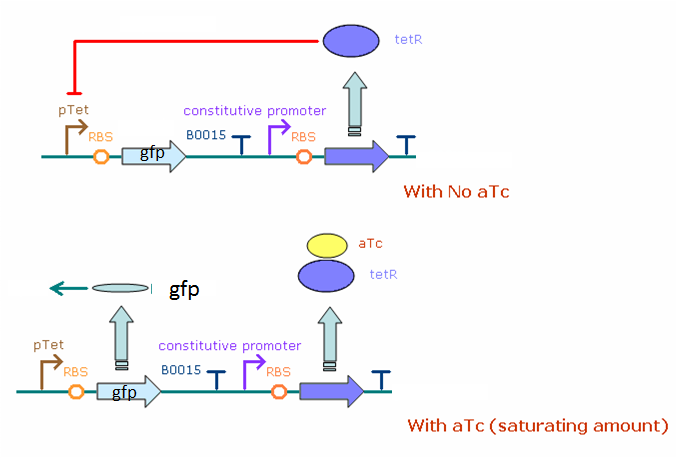 tetR
pTet
constitutive promoter
RBS
B0015
RBS
gfp
With No aTc
aTc
tetR
gfp
pTet
constitutive promoter
RBS
B0015
RBS
gfp
With aTc (saturating amount)